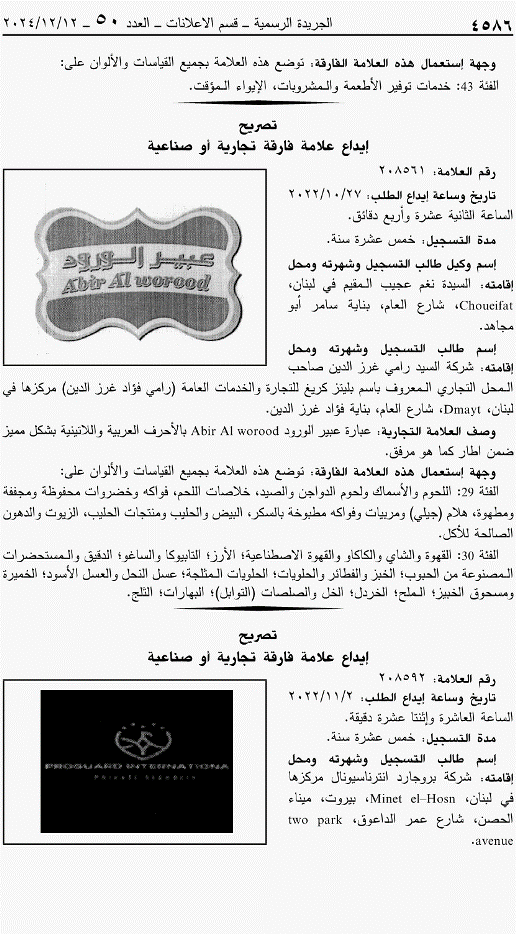 ٤٥٨٦ الجريدة الرسمية ــ قسم الاعلانات ــ العدد ٥٠ ــ ٢٠٢٤/١٢/١٢
وجهة إستعمال هذه العلامة الفارقة: توضع هذه العلامة بجميع القياسات والألوان على:
الفئة 43: خدمات توفير الأطعمة والمشروبات، الإيواء المؤقت.
تصريح
إيداع علامة فارقة تجارية أو صناعية
رقم العلامة: ٢٠٨٥٦١
تاريخ وساعة إيداع الطلب: ٢٠٢٢/١٠/٢٧
الساعة الثانية عشرة وأربع دقائق.
مدة التسجيل: خمس عشرة سنة.
إسم وكيل طالب التسجيل وشهرته ومحل
إقامته: السيدة نغم عجيب المقيم في لبنان،
Choueifat، شارع العام، بناية سامر أبو
مجاهد.
عبير الورود
Abir Al worood
إسم طالب التسجيل وشهرته ومحل
إقامته: شركة السيد رامي غرز الدين صاحب
المحل التجاري المعروف باسم بليتز كريغ للتجارة والخدمات العامة (رامي فؤاد غرز الدين) مركزها في
لبنان، Dmayt، شارع العام، بناية فؤاد غرز الدين.
وصف العلامة التجارية: عبارة عبير الورود Abir Al worood بالأحرف العربية واللاتينية بشكل مميز
ضمن اطار كما هو مرفق.
وجهة إستعمال هذه العلامة الفارقة: توضع هذه العلامة بجميع القياسات والألوان على:
الفئة 29: اللحوم والأسماك ولحوم الدواجن والصيد، خلاصات اللحم، فواكه وخضروات محفوظة ومجففة
ومطهوة، هلام (جيلي) ومربيات وفواكه مطبوخة بالسكر، البيض والحليب ومنتجات الحليب، الزيوت والدهون
الصالحة للأكل.
الفئة 30: القهوة والشاي والكاكاو والقهوة الاصطناعية؛ الأرز؛ التابيوكا والساغو؛ الدقيق والمستحضرات
المصنوعة من الحبوب؛ الخبز والفطائر والحلويات؛ الحلويات المثلجة؛ عسل النحل والعسل الأسود؛ الخميرة
ومسحوق الخبيز؛ الملح؛ الخردل؛ الخل والصلصات (التوابل)؛ البهارات؛ الثلج.
تصريح
إيداع علامة فارقة تجارية أو صناعية
رقم العلامة: ٢٠٨٥٩٢
تاريخ وساعة إيداع الطلب: ٢٠٢٢/١١/٢
الساعة العاشرة وإثنتا عشرة دقيقة.
مدة التسجيل: خمس عشرة سنة.
إسم طالب التسجيل وشهرته ومحل
إقامته: شركة بروجارد انترناسيونال مركزها
في لبنان، Minet el–Hosn، بيروت، ميناء
الحصن، شارع عمر الداعوق، two park
avenue.
PROGUARD INTERNATIONA